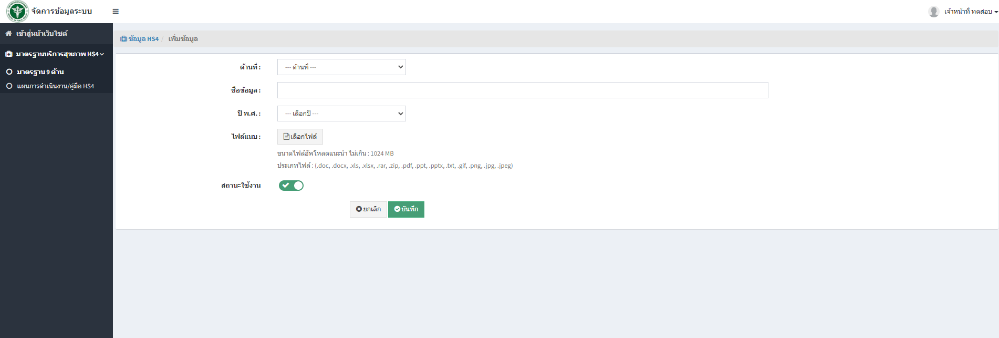 จัดการข้อมูลระบบ
เจ้าหน้าที่ ทดสอบ
เข้าสู่หน้าเว็บไซต์
มาตรฐานบริการสุขภาพ HS4
มาตรฐาน 9 ด้าน
แผนการดำเนินงาน/คู่มือ HS4
ข้อมูล HS4 / เพิ่มข้อมูล
ด้านที่ :
--- ด้านที่ ---
ชื่อข้อมูล :
ปี พ.ศ. :
--- เลือกปี ---
ไฟล์แนบ :
เลือกไฟล์
ขนาดไฟล์อัพโหลดแนะนำ ไม่เกิน : 1024 MB
ประเภทไฟล์ : (.doc, .docx, .xls, .xlsx, .rar, .zip, .pdf, .ppt, .pptx, .txt, .gif, .png, .jpg, .jpeg)
สถานะใช้งาน
ยกเลิก
บันทึก